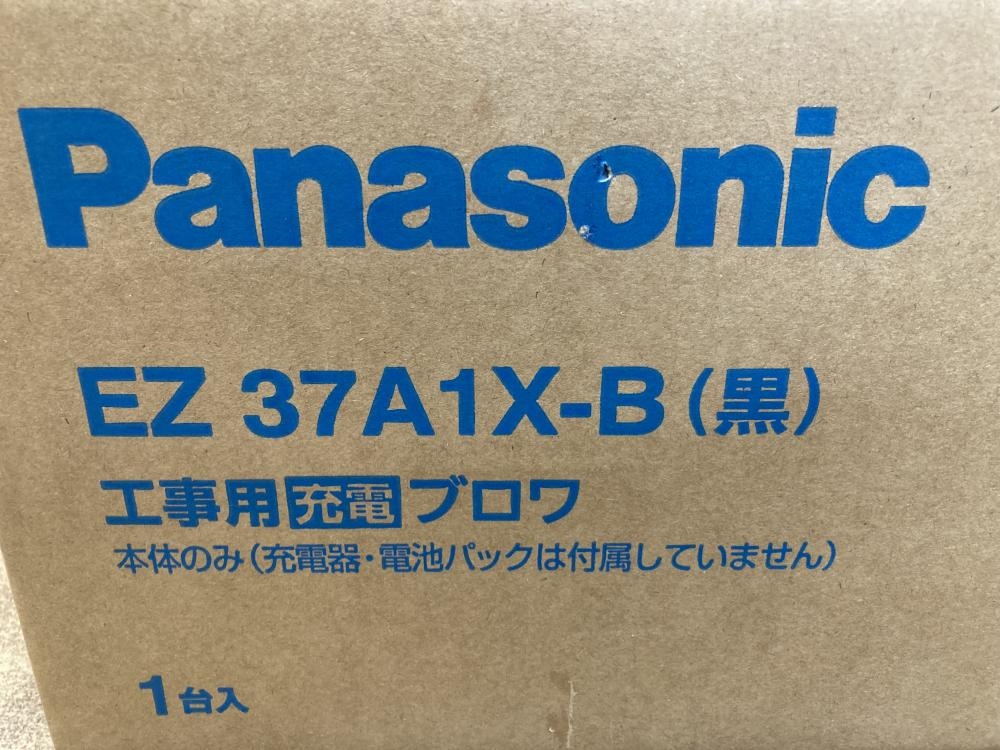 Panasonic
EZ 37A1X-B(黒)
工事用充電ブロワ
本体のみ(充電器・電池パックは付属していません)
1台入